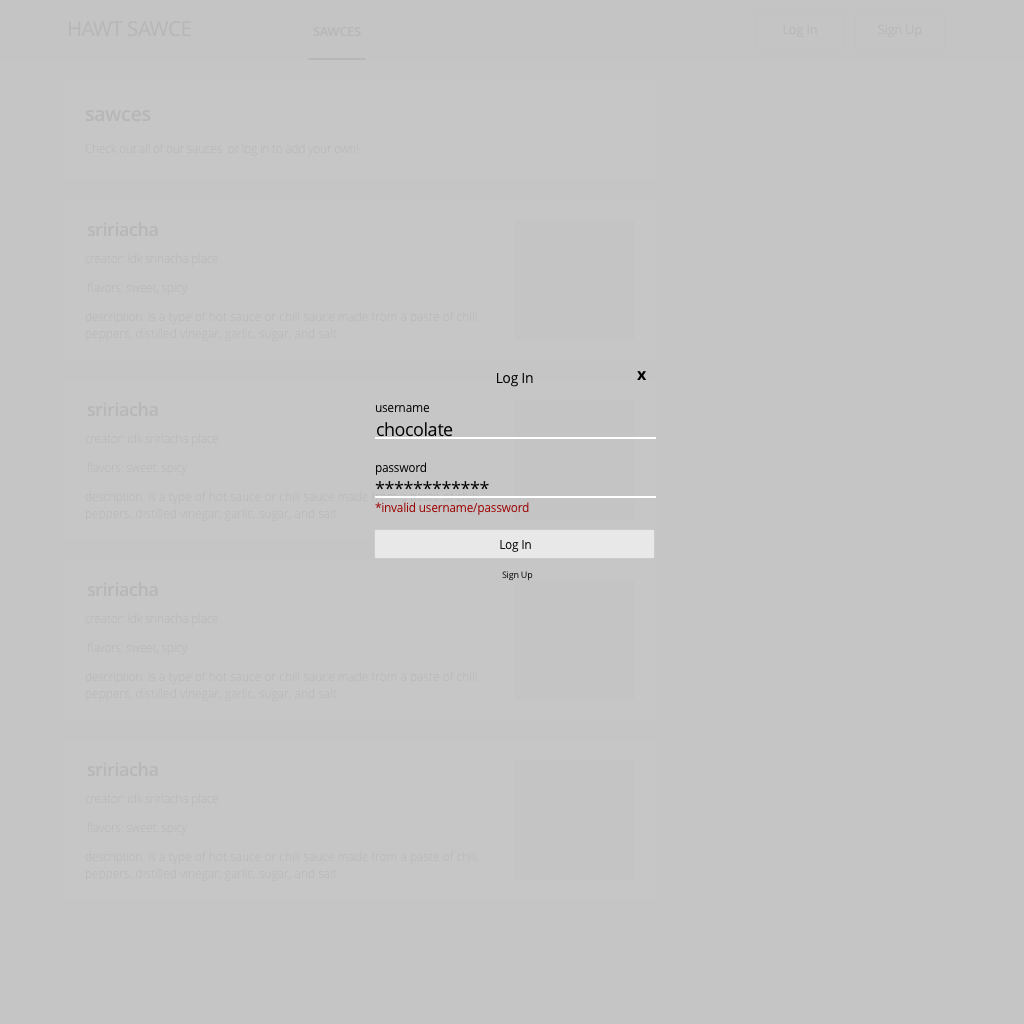 HAWT SAWCE
SAWCES
Log In
Sign Up
sawces
Check out all of our sauces, or log in to add your own!
sririacha
creator: idk sririacha place
flavors: sweet, spicy
description: is a type of hot sauce or chili sauce made from a paste of chili
peppers, distilled vinegar, garlic, sugar, and salt
Log In
x
sririacha
username
creator: idk sririacha place
chocolate
flavors: sweet, spicy
password
************
description: is a type of hot sauce or chili sauce made
peppers, distilled vinegar, garlic, sugar, and salt
*invalid username/password
Log In
Sign Up
sririacha
creator: idk sririacha place
flavors: sweet, spicy
description: is a type of hot sauce or chili sauce made from a paste of chili
peppers, distilled vinegar, garlic, sugar, and salt
sririacha
creator: idk sririacha place
flavors: sweet, spicy
description: is a type of hot sauce or chili sauce made from a paste of chili
peppers, distilled vinegar, garlic, sugar, and salt